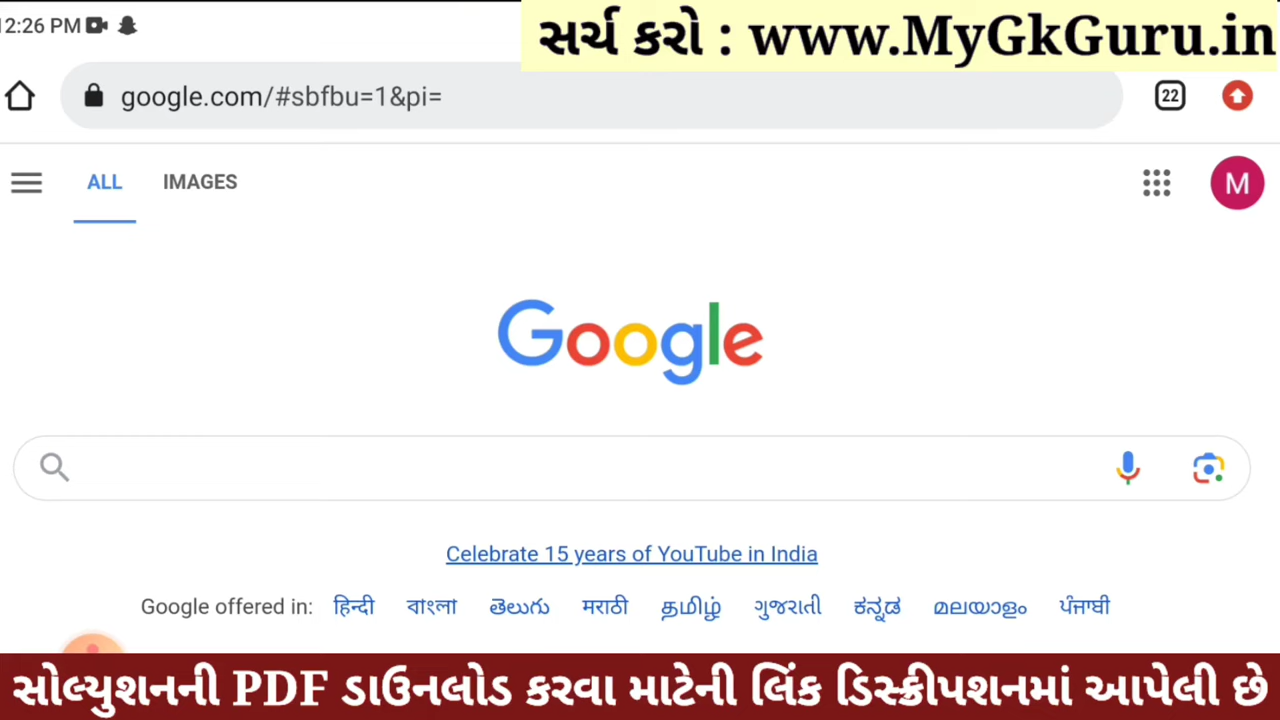 12:26 PM
સર્ચ કરો : www.MyGkGuru.in
google.com/#sbfbu=1&pi=
22
ALL IMAGES
M
Google
Celebrate 15 years of YouTube in India
Google offered in: हिन्दी বাংলা తెలుగు मराठी தமிழ் ગુજરાતી ಕನ್ನಡ മലയാളം ਪੰਜਾਬੀ
સોલ્યુશનની PDF ડાઉનલોડ કરવા માટેની લિંક ડિસ્ક્રીપશનમાં આપેલી છે